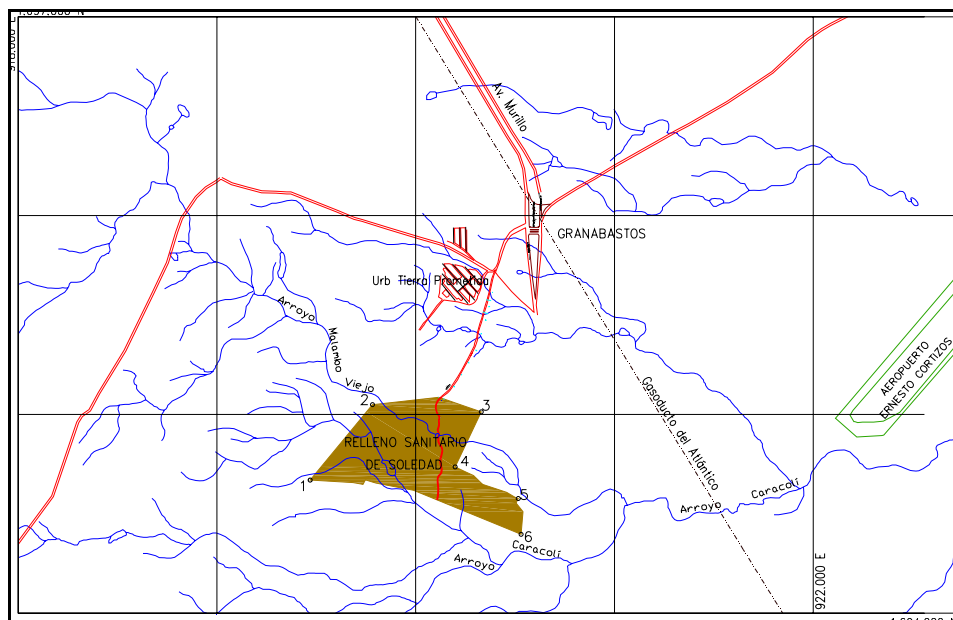 Av. Murillo
GRANABASTOS
Urb Tierra Prometida
Arroyo
Malambo
Viejo
AEROPUERTO
ERNESTO CORTIZOS
2
3
Gasoducto del Atlántico
RELLENO SANITARIO
DE SOLEDAD
4
1
5
Arroyo
Caracolí
6
Arroyo
Caracolí
922.000 E